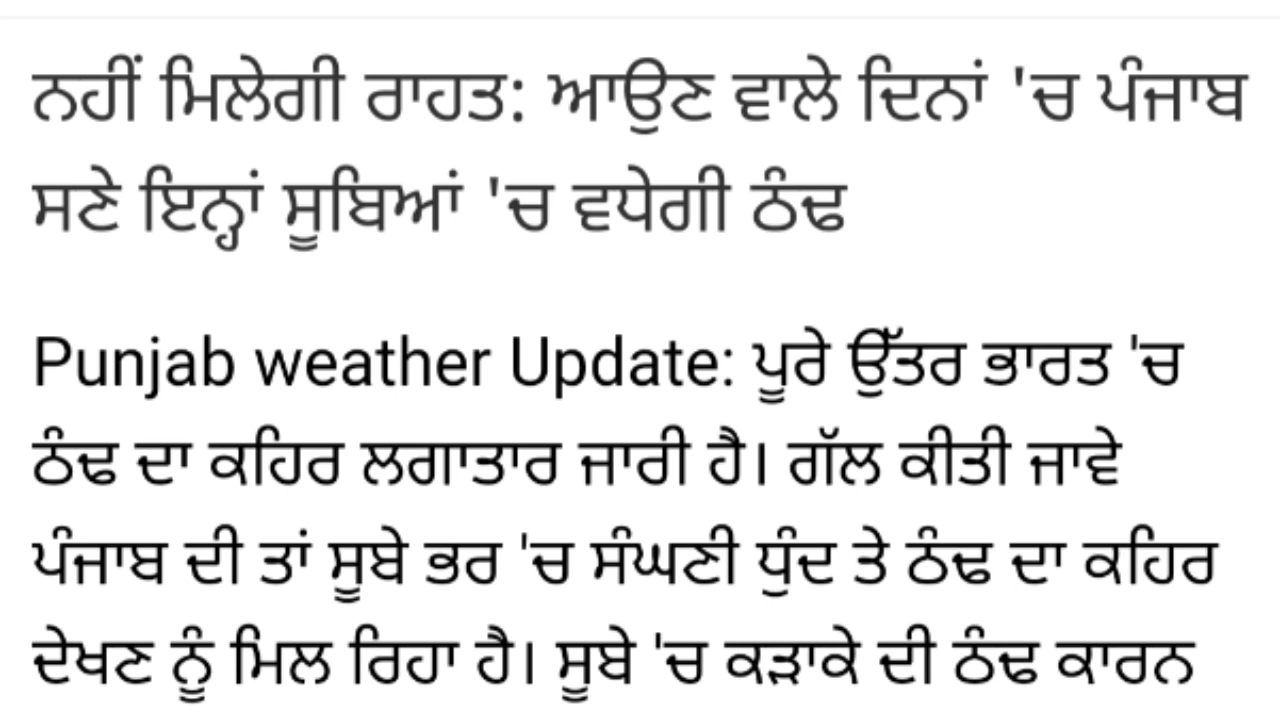 ਨਹੀਂ ਮਿਲੇਗੀ ਰਾਹਤ: ਆਉਣ ਵਾਲੇ ਦਿਨਾਂ 'ਚ ਪੰਜਾਬ
ਸਣੇ ਇਨ੍ਹਾਂ ਸੂਬਿਆਂ 'ਚ ਵਧੇਗੀ ਠੰਢ
Punjab weather Update: ਪੂਰੇ ਉੱਤਰ ਭਾਰਤ 'ਚ
ਠੰਢ ਦਾ ਕਹਿਰ ਲਗਾਤਾਰ ਜਾਰੀ ਹੈ। ਗੱਲ ਕੀਤੀ ਜਾਵੇ
ਪੰਜਾਬ ਦੀ ਤਾਂ ਸੂਬੇ ਭਰ 'ਚ ਸੰਘਣੀ ਧੁੰਦ ਤੇ ਠੰਢ ਦਾ ਕਹਿਰ
ਦੇਖਣ ਨੂੰ ਮਿਲ ਰਿਹਾ ਹੈ। ਸੂਬੇ 'ਚ ਕੜਾਕੇ ਦੀ ਠੰਢ ਕਾਰਨ